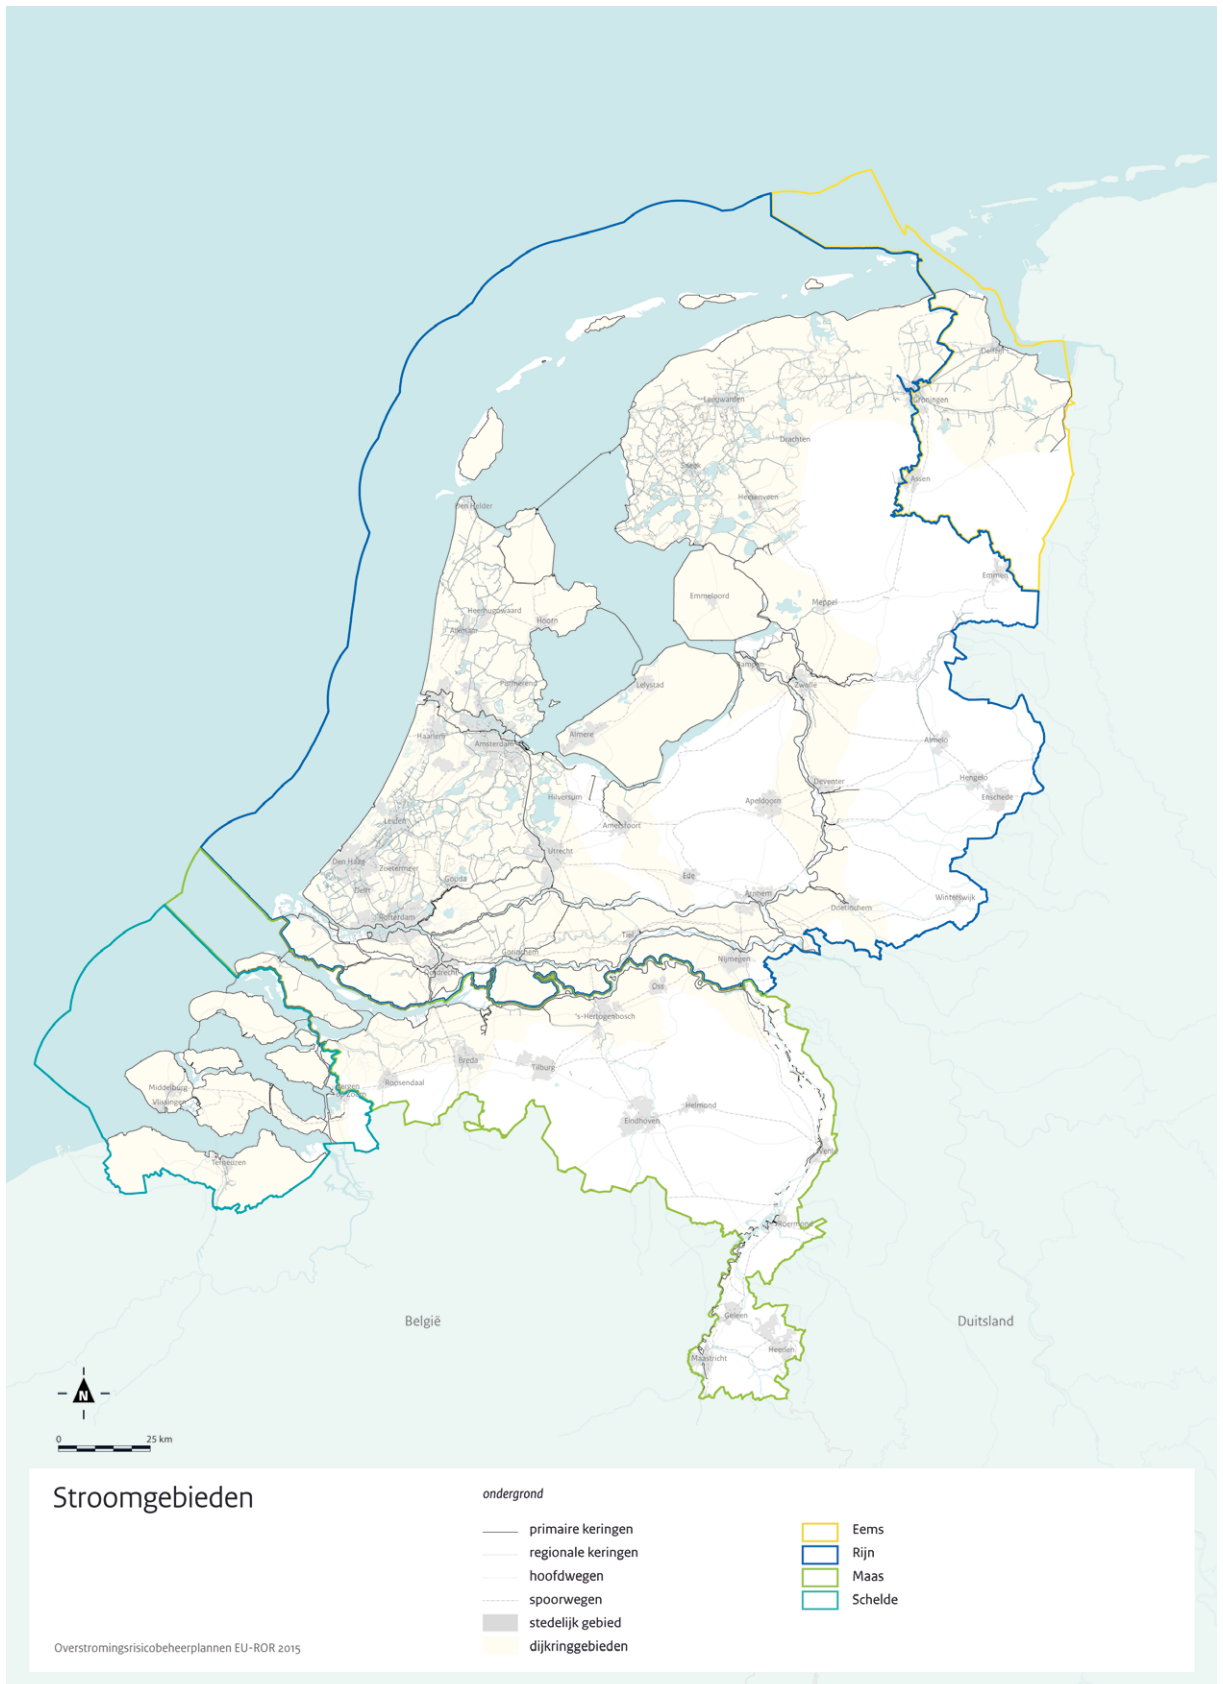 Delfzijl
Groningen
Leeuwarden
Drachten
Sneek
Assen
Heerenveen
Den Helder
Emmen
Emmeloord
Meppel
Heerhugowaard
Hoorn
Alkmaar
Kampen
Zwolle
Lelystad
Purmerend
Almere
Haarlem
Amsterdam
Almelo
Hengelo
Enschede
Deventer
Hilversum
Apeldoorn
Amersfoort
Leiden
Utrecht
Den Haag
Zoetermeer
Gouda
Ede
Delft
Arnhem
Winterswijk
Doetinchem
Rotterdam
Tiel
Gorinchem
Nijmegen
Dordrecht
Oss
's-Hertogenbosch
Breda
Tilburg
Roosendaal
Bergen
op Zoom
Middelburg
Vlissingen
Helmond
Eindhoven
Venlo
Terneuzen
Roermond
Geleen
Heerlen
Maastricht
België
Duitsland
N
0 25 km
Stroomgebieden
ondergrond
primaire keringen
regionale keringen
hoofdwegen
spoorwegen
stedelijk gebied
dijkringgebieden
Eems
Rijn
Maas
Schelde
Overstromingsrisicobeheerplannen EU-ROR 2015